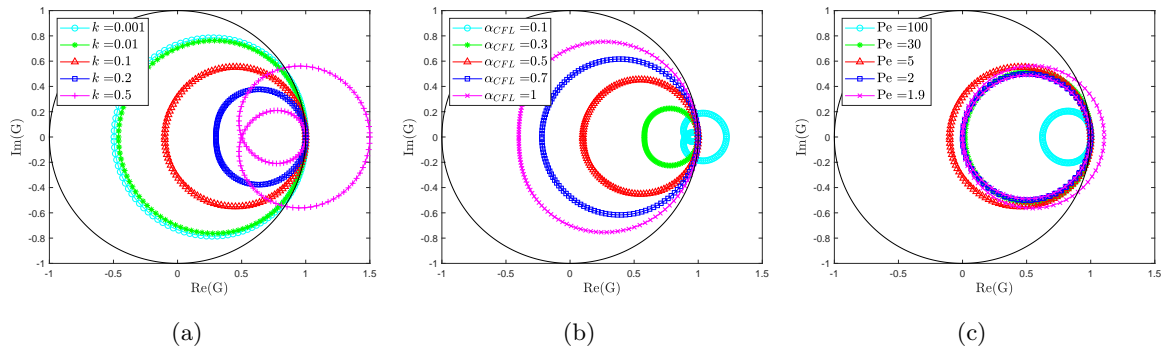 k =0.001
k =0.01
k =0.1
k =0.2
k =0.5
1
0.8
0.6
0.4
0.2
0
-0.2
-0.4
-0.6
-0.8
-1
Im(G)
-1 -0.5 0 0.5 1 1.5
Re(G)
(a)
α_CFL =0.1
α_CFL =0.3
α_CFL =0.5
α_CFL =0.7
α_CFL =1
1
0.8
0.6
0.4
0.2
0
-0.2
-0.4
-0.6
-0.8
-1
Im(G)
-1 -0.5 0 0.5 1 1.5
Re(G)
(b)
Pe =100
Pe =30
Pe =5
Pe =2
Pe =1.9
1
0.8
0.6
0.4
0.2
0
-0.2
-0.4
-0.6
-0.8
-1
Im(G)
-1 -0.5 0 0.5 1 1.5
Re(G)
(c)